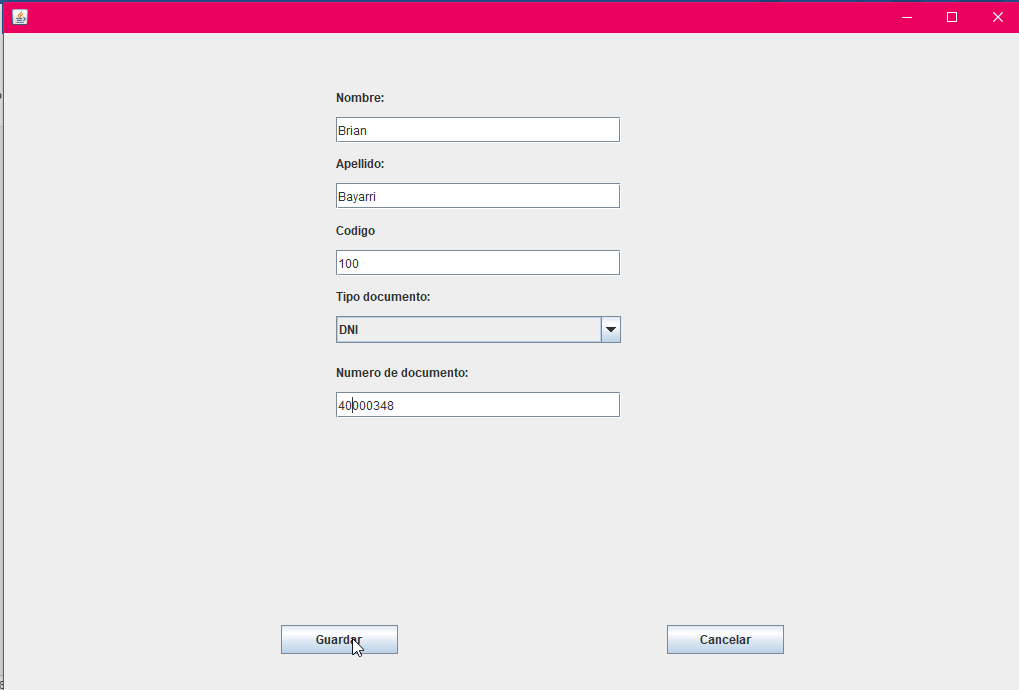 Nombre:
Brian
Apellido:
Bayarri
Codigo
100
Tipo documento:
DNI
Numero de documento:
40000348
Guardar
Cancelar